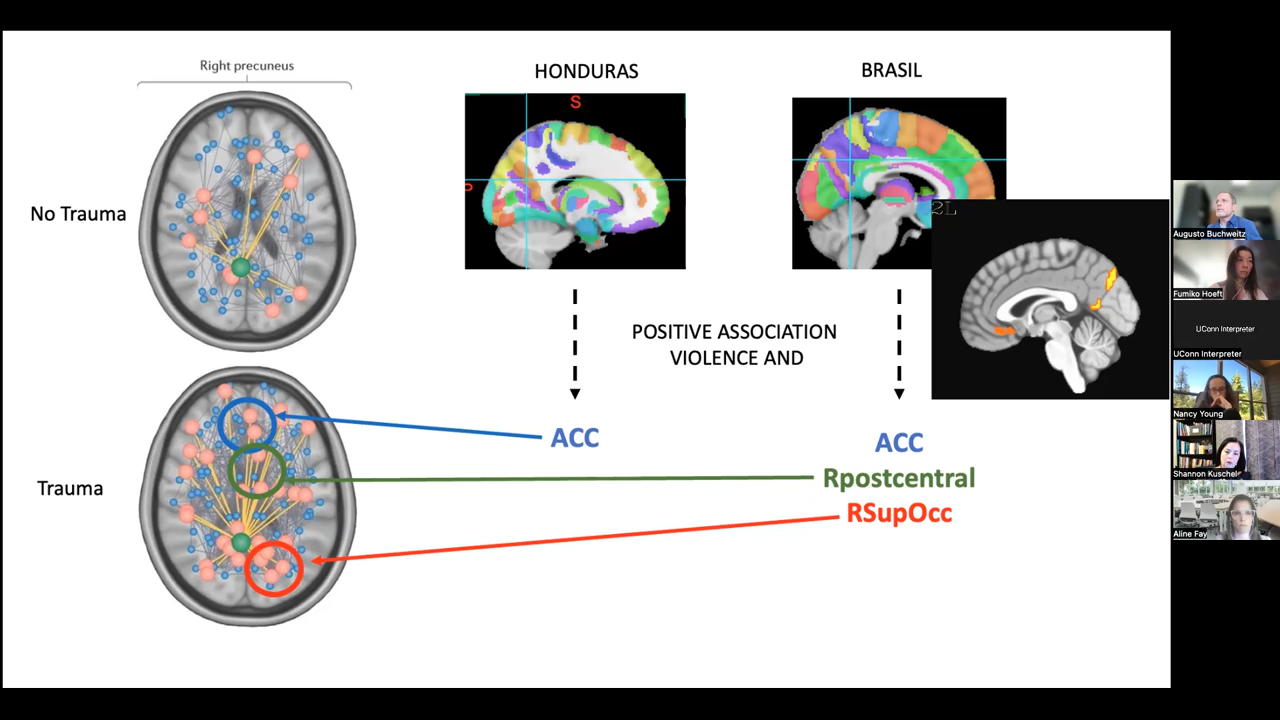 Right precuneus
HONDURAS
BRASIL
S
P
2L
No Trauma
POSITIVE ASSOCIATION
VIOLENCE AND
ACC
ACC
Rpostcentral
RSupOcc
Trauma
Augusto Buchweitz
Fumiko Hoeft
UConn Interpreter
UConn Interpreter
Nancy Young
Shannon Kuschel
Aline Fay